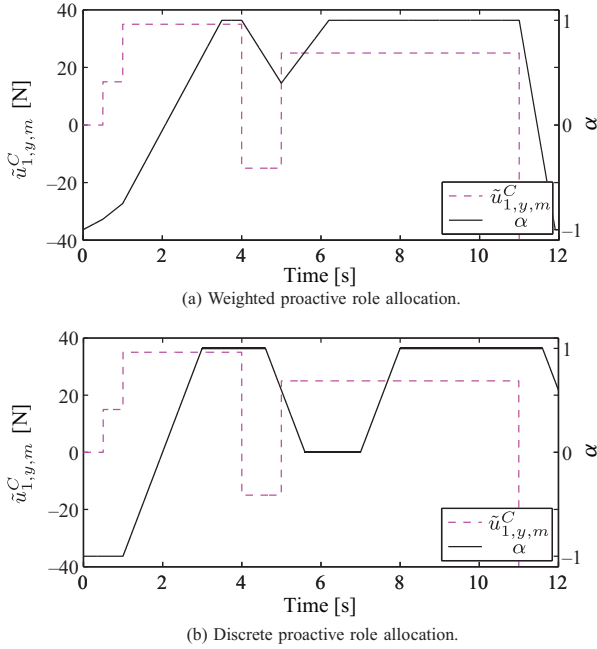 40
20
0
−20
−40
1
0
−1
ũ^C_{1,y,m} [N]
α
ũ^C_{1,y,m}
α
0 2 4 6 8 10 12
Time [s]
(a) Weighted proactive role allocation.
40
20
0
−20
−40
1
0
−1
ũ^C_{1,y,m} [N]
α
ũ^C_{1,y,m}
α
0 2 4 6 8 10 12
Time [s]
(b) Discrete proactive role allocation.